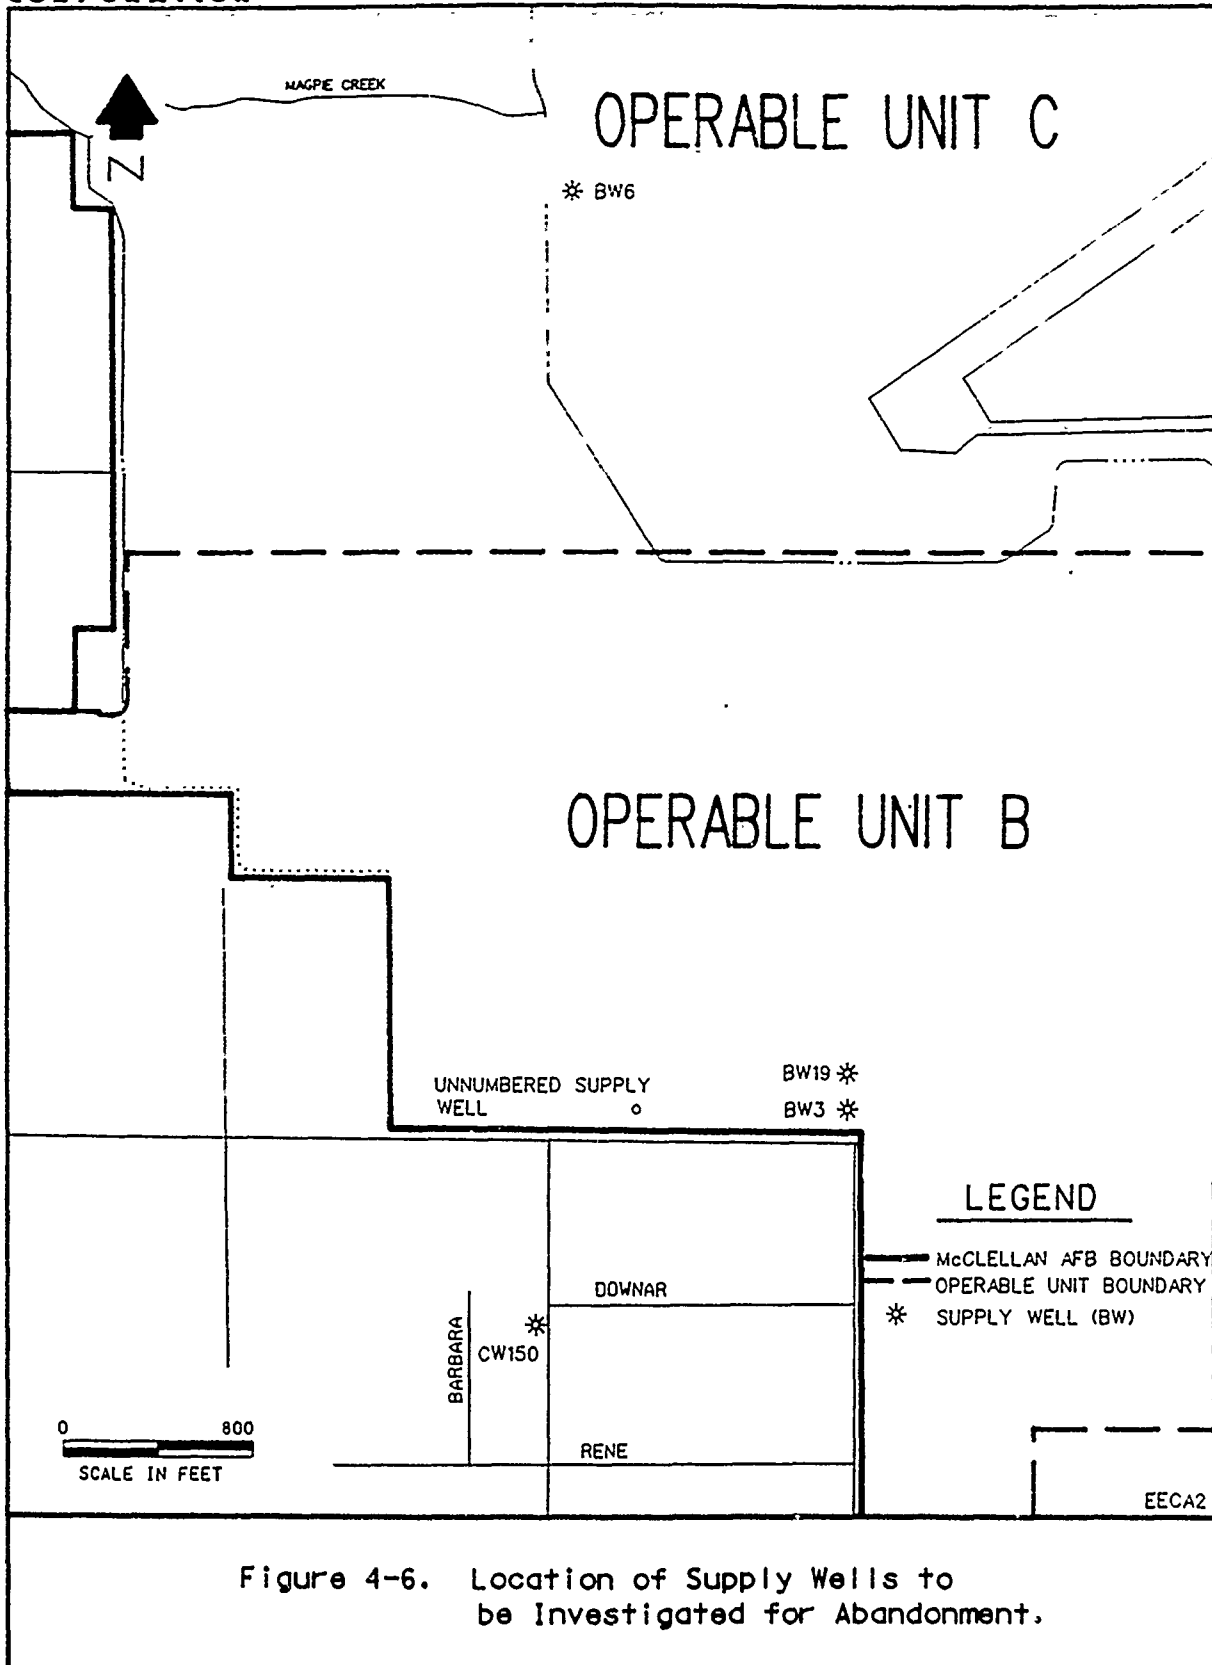 MAGPIE CREEK
OPERABLE UNIT C
N
BW6
OPERABLE UNIT B
UNNUMBERED SUPPLY
WELL
BW19
BW3
LEGEND
McCLELLAN AFB BOUNDARY
OPERABLE UNIT BOUNDARY
SUPPLY WELL (BW)
DOWNAR
BARBARA
CW150
RENE
0 800
SCALE IN FEET
EECA2
Figure 4-6. Location of Supply Wells to
be Investigated for Abandonment.